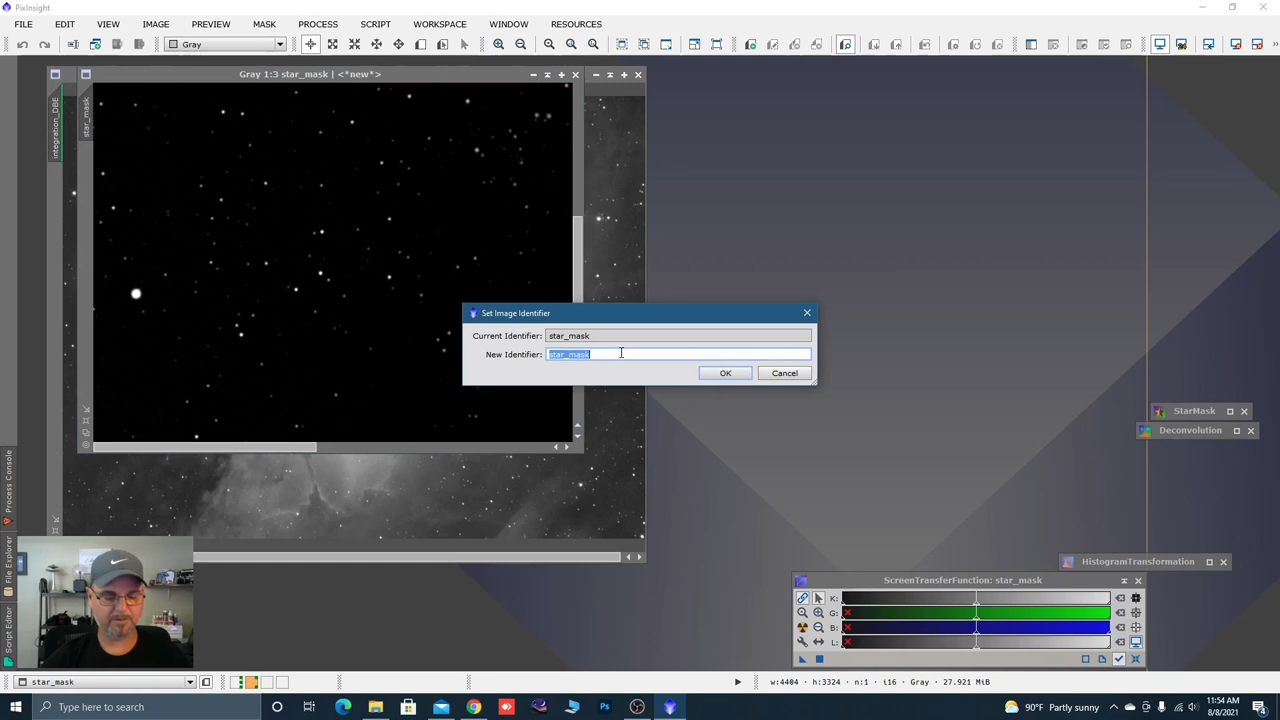 PixInsight
FILE EDIT VIEW IMAGE PREVIEW MASK PROCESS SCRIPT WORKSPACE WINDOW RESOURCES
Gray
Gray 1:3 star_mask | <*new*>
integration_DBE
star_mask
Set Image Identifier
Current Identifier: star_mask
New Identifier: star_mask
OK Cancel
StarMask
Deconvolution
Process Console
File Explorer
Script Editor
HistogramTransformation
ScreenTransferFunction: star_mask
K:
G:
B:
L:
star_mask
w:4404 · h:3324 · n:1 · i16 · Gray · 27.921 MiB
Type here to search
90°F Partly sunny
11:54 AM
8/8/2021